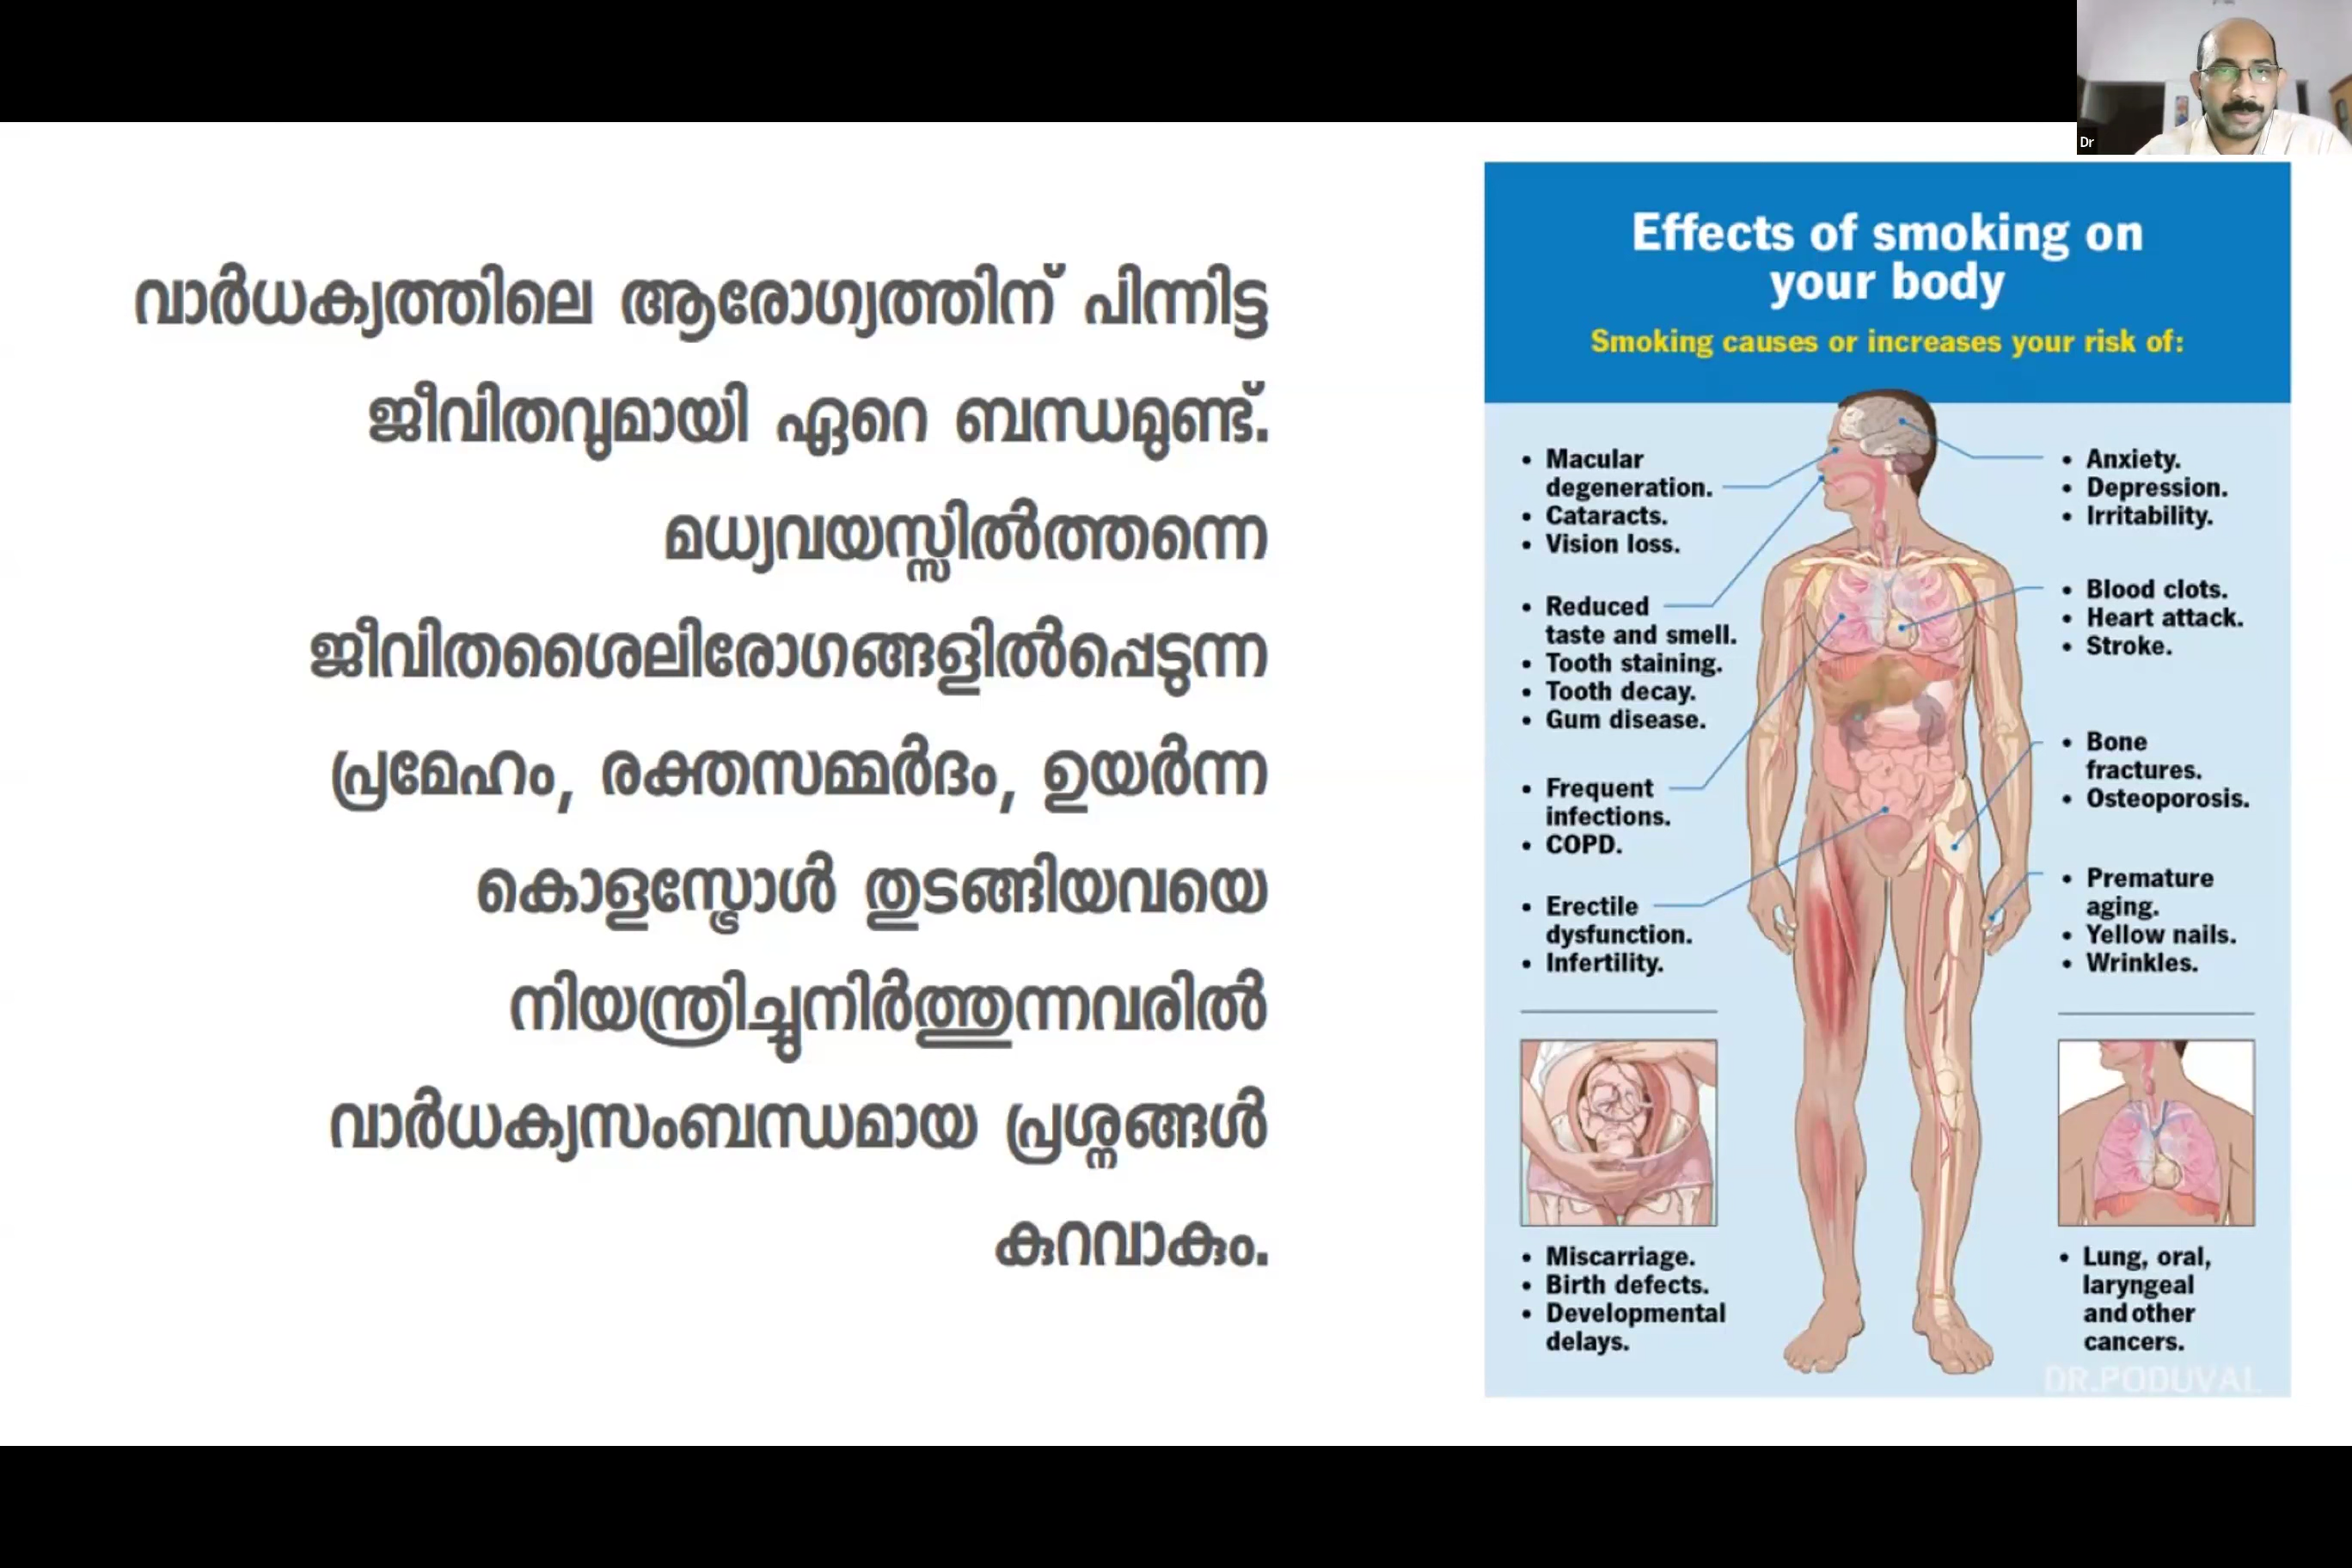 വാർധക്യത്തിലെ ആരോഗ്യത്തിന് പിന്നിട്ട
ജീവിതവുമായി ഏറെ ബന്ധമുണ്ട്.
മധ്യവയസ്സിൽത്തന്നെ
ജീവിതശൈലിരോഗങ്ങളിൽപ്പെടുന്ന
പ്രമേഹം, രക്തസമ്മർദം, ഉയർന്ന
കൊളസ്ട്രോൾ തുടങ്ങിയവയെ
നിയന്ത്രിച്ചുനിർത്തുന്നവരിൽ
വാർധക്യസംബന്ധമായ പ്രശ്നങ്ങൾ
കുറവാകും.
Dr
Effects of smoking on
your body
Smoking causes or increases your risk of:
• Macular
degeneration.
• Cataracts.
• Vision loss.
• Reduced
taste and smell.
• Tooth staining.
• Tooth decay.
• Gum disease.
• Frequent
infections.
• COPD.
• Erectile
dysfunction.
• Infertility.
• Miscarriage.
• Birth defects.
• Developmental
delays.
• Anxiety.
• Depression.
• Irritability.
• Blood clots.
• Heart attack.
• Stroke.
• Bone
fractures.
• Osteoporosis.
• Premature
aging.
• Yellow nails.
• Wrinkles.
• Lung, oral,
laryngeal
and other
cancers.
DR.PODUVAL